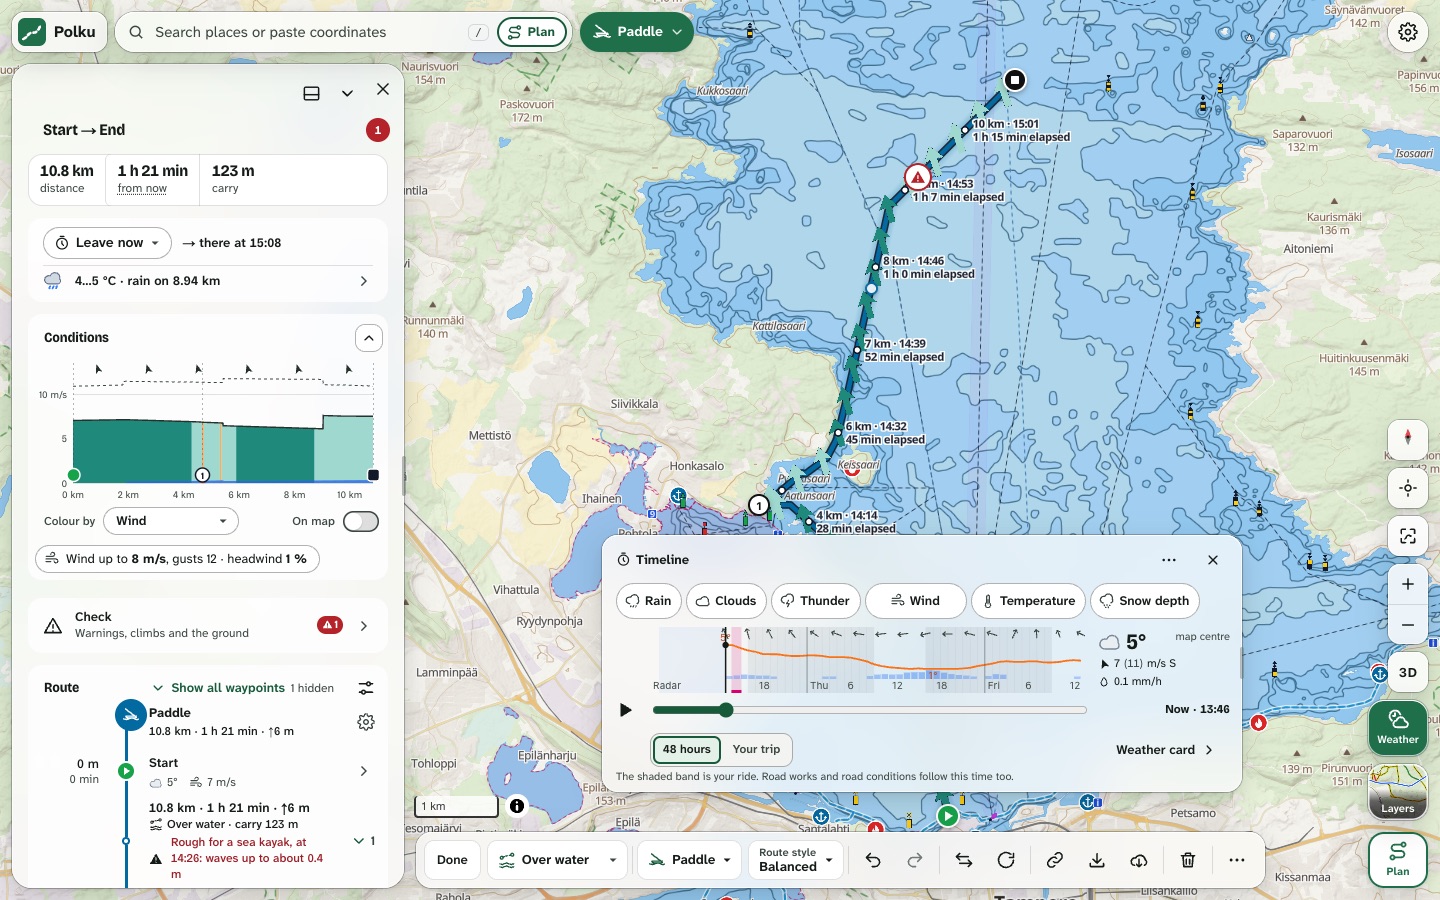 Polku
Search places or paste coordinates
/
Plan
Paddle
Start → End
1
10.8 km
distance
1 h 21 min
from now
123 m
carry
Leave now
→ there at 15:08
4…5 °C · rain on 8.94 km
Conditions
10 m/s
5
0
1
0 km
2 km
4 km
6 km
8 km
10 km
Colour by
Wind
On map
Wind up to 8 m/s, gusts 12 · headwind 1 %
Check
Warnings, climbs and the ground
1
Route
Show all waypoints
1 hidden
Paddle
10.8 km · 1 h 21 min · ↑6 m
0 m
0 min
Start
5°
7 m/s
10.8 km · 1 h 21 min · ↑6 m
Over water · carry 123 m
Rough for a sea kayak, at
14:26: waves up to about 0.4
m
1
Naurisvuori
154 m
Paskovuori
172 m
Kukkosaari
Säynävänvuoret
142 m
Saparovuori
132 m
Isosaari
Kaurismäki
136 m
Aitoniemi
Huitinkuusenmäki
145 m
10 km · 15:01
1 h 15 min elapsed
m · 14:53
1 h 7 min elapsed
8 km · 14:46
1 h 0 min elapsed
Kattilasaari
7 km · 14:39
52 min elapsed
6 km · 14:32
45 min elapsed
Keissaari
Aatunsaari
1
4 km · 14:14
28 min elapsed
140 m
Siivikkala
Mettistö
Honkasalo
Ihainen
Vihattula
Ryydynpohja
Lamminpää
Tohloppi
Epilänharju
153 m
Epilä
Santalahti
139 m
151 m
Petsamo
Kissanmaa
Rahola
1 km
Timeline
Rain
Clouds
Thunder
Wind
Temperature
Snow depth
5°
1°
Radar
18
Thu
6
12
18
Fri
6
12
5°
map centre
7 (11) m/s S
0.1 mm/h
Now · 13:46
48 hours
Your trip
Weather card
The shaded band is your ride. Road works and road conditions follow this time too.
Done
Over water
Paddle
Route style
Balanced
3D
Weather
Layers
Plan